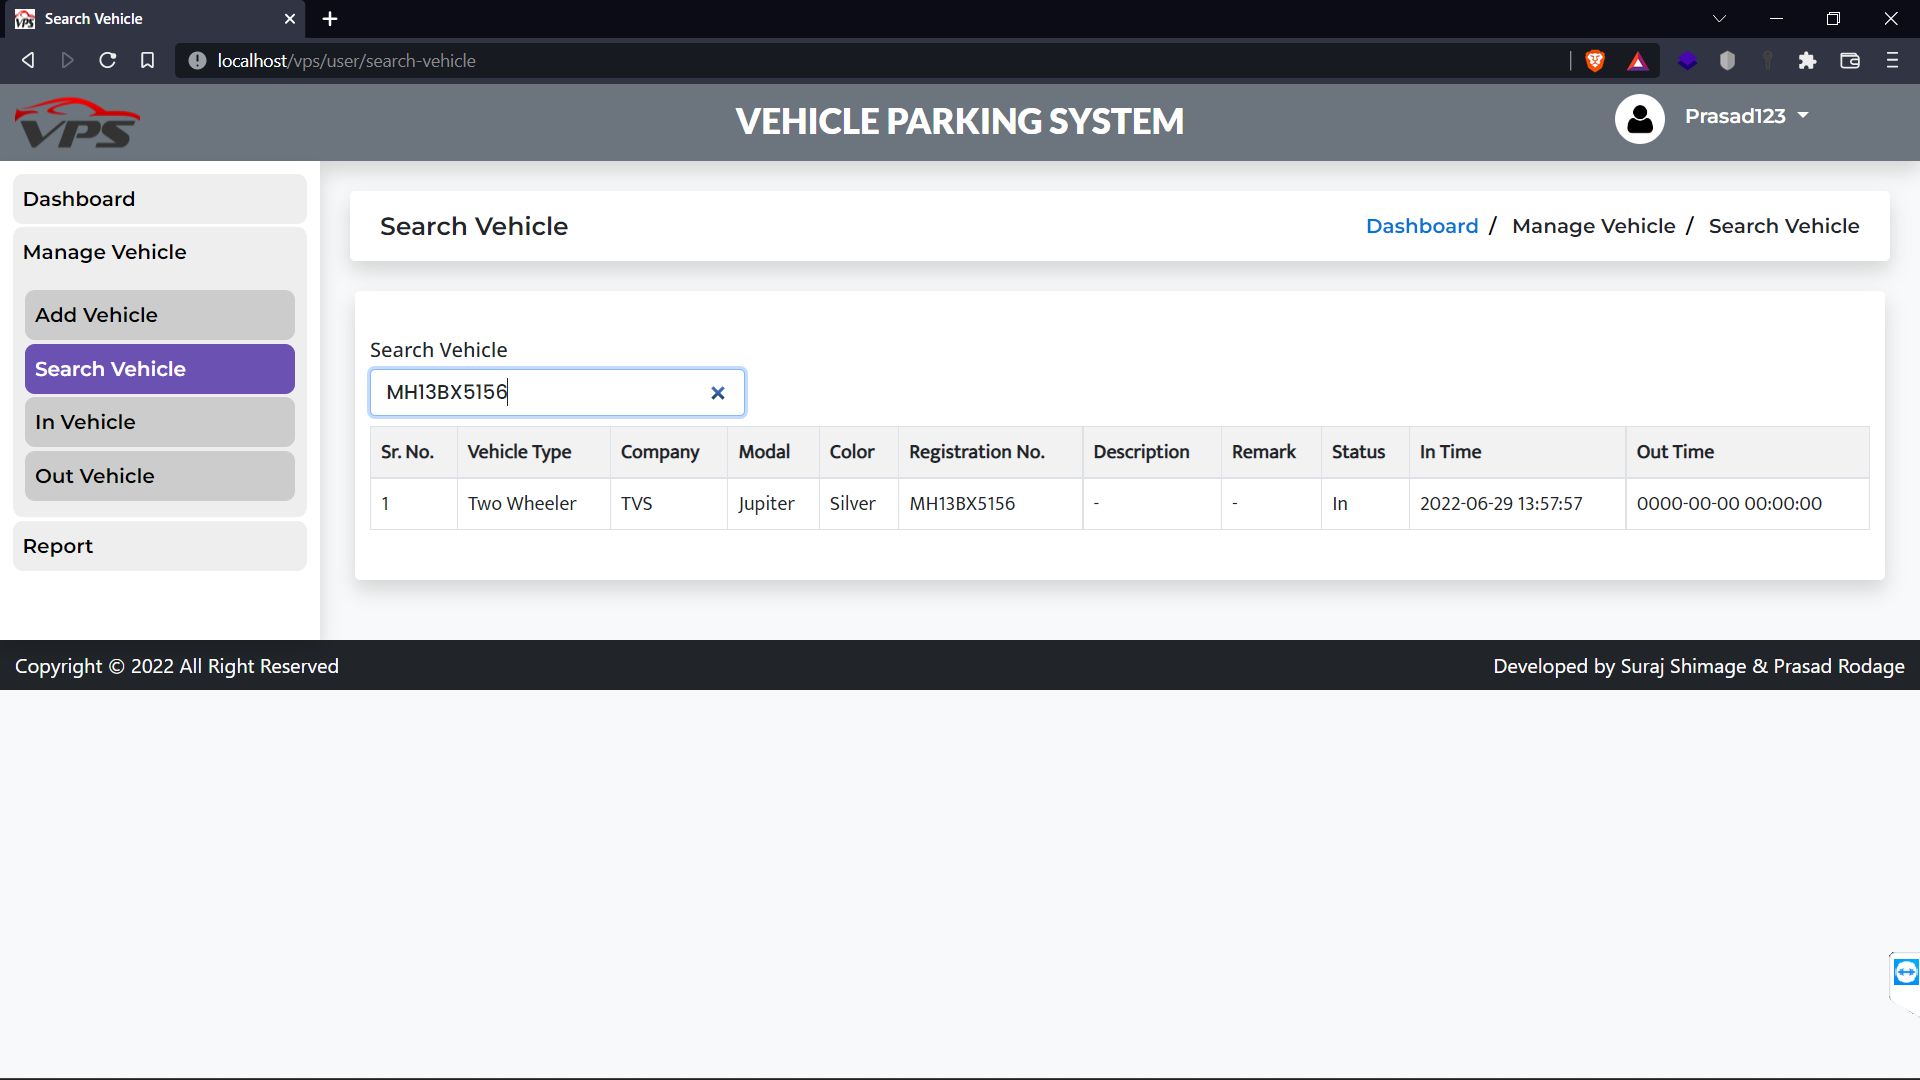 Search Vehicle
localhost/vps/user/search-vehicle
VPS
VEHICLE PARKING SYSTEM
Prasad123
Dashboard
Manage Vehicle
Add Vehicle
Search Vehicle
In Vehicle
Out Vehicle
Report
Search Vehicle
Dashboard / Manage Vehicle / Search Vehicle
Search Vehicle
MH13BX5156
Sr. No. Vehicle Type Company Modal Color Registration No. Description Remark Status In Time Out Time
1 Two Wheeler TVS Jupiter Silver MH13BX5156 - - In 2022-06-29 13:57:57 0000-00-00 00:00:00
Copyright © 2022 All Right Reserved
Developed by Suraj Shimage & Prasad Rodage